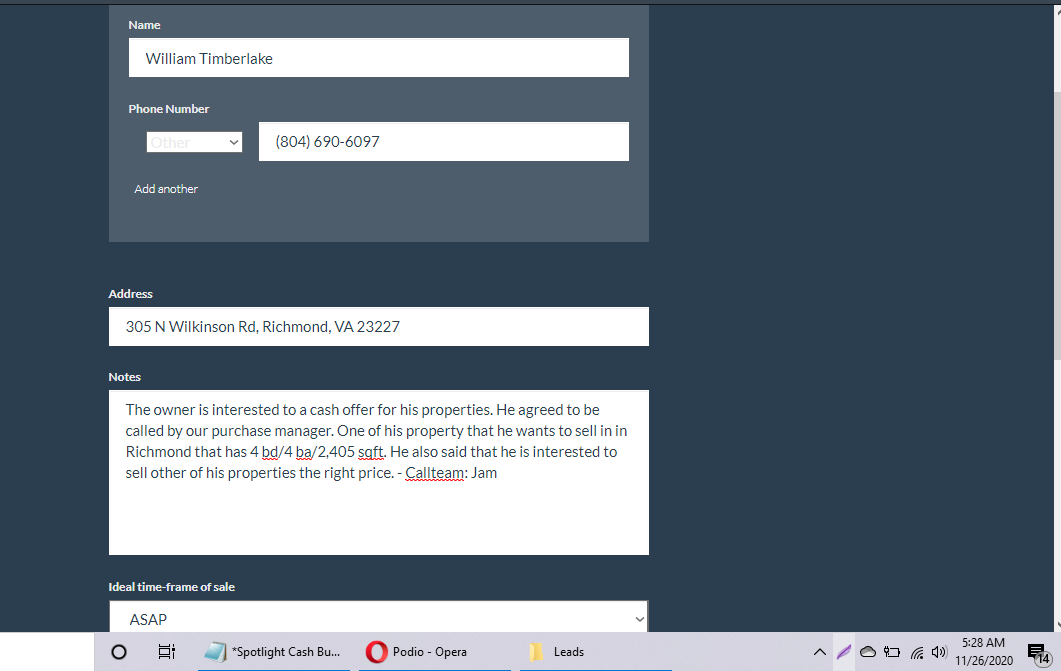 Name
William Timberlake
Phone Number
Other
(804) 690-6097
Add another
Address
305 N Wilkinson Rd, Richmond, VA 23227
Notes
The owner is interested to a cash offer for his properties. He agreed to be
called by our purchase manager. One of his property that he wants to sell in in
Richmond that has 4 bd/4 ba/2,405 sqft. He also said that he is interested to
sell other of his properties the right price. - Callteam: Jam
Ideal time-frame of sale
ASAP
*Spotlight Cash Bu...
Podio - Opera
Leads
5:28 AM
11/26/2020
14